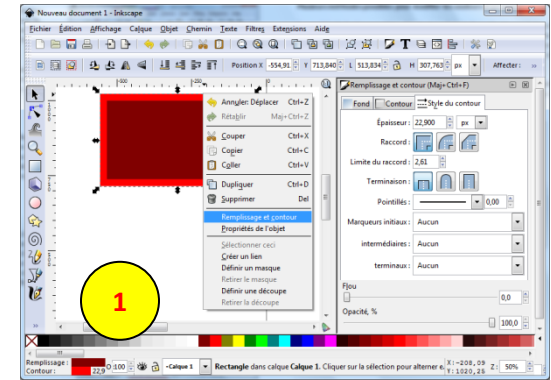 Nouveau document 1 - Inkscape
Fichier Édition Affichage Calque Objet Chemin Texte Filtres Extensions Aide
Position X -554,91 Y 713,840 L 513,834 H 307,763 px Affecter :
-500 -250
Remplissage et contour (Maj+Ctrl+F)
Fond Contour Style du contour
Épaisseur : 22,900 px
Raccord :
Limite du raccord : 2,61
Terminaison :
Pointillés : 0,00
Marqueurs initiaux : Aucun
intermédiaires : Aucun
terminaux : Aucun
Flou
0,0
Opacité, %
100,0
Annuler: Déplacer Ctrl+Z
Rétablir Maj+Ctrl+Z
Couper Ctrl+X
Copier Ctrl+C
Coller Ctrl+V
Dupliquer Ctrl+D
Supprimer Del
Remplissage et contour
Propriétés de l'objet
Sélectionner ceci
Créer un lien
Définir un masque
Retirer le masque
Définir une découpe
Retirer la découpe
1
Remplissage :
Contour : 22,9 O: 100 -Calque 1 Rectangle dans calque Calque 1. Cliquer sur la sélection pour alterner e X: -208,09 Y: 1020,25 Z: 50%